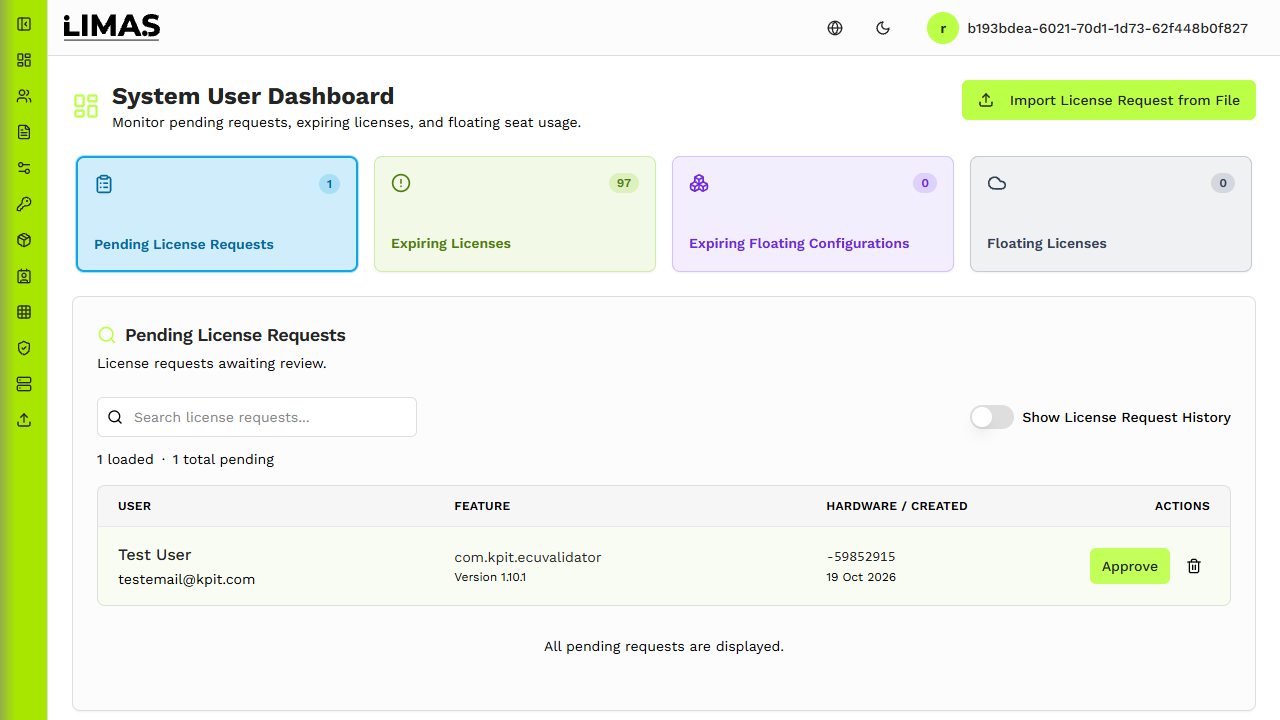 LIMAS
r
b193bdea-6021-70d1-1d73-62f448b0f827
System User Dashboard
Monitor pending requests, expiring licenses, and floating seat usage.
Import License Request from File
1
Pending License Requests
97
Expiring Licenses
0
Expiring Floating Configurations
0
Floating Licenses
Pending License Requests
License requests awaiting review.
Search license requests...
Show License Request History
1 loaded · 1 total pending
USER FEATURE HARDWARE / CREATED ACTIONS
Test User
testemail@kpit.com
com.kpit.ecuvalidator
Version 1.10.1
-59852915
19 Oct 2026
Approve
All pending requests are displayed.